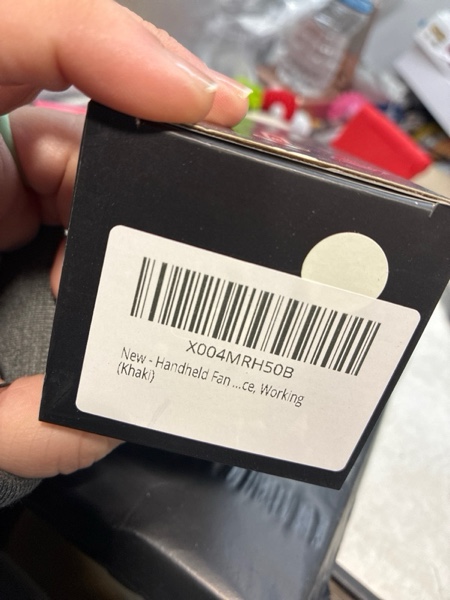 X004MRH50B
New - Handheld Fan ...ce, Working
(Khaki)